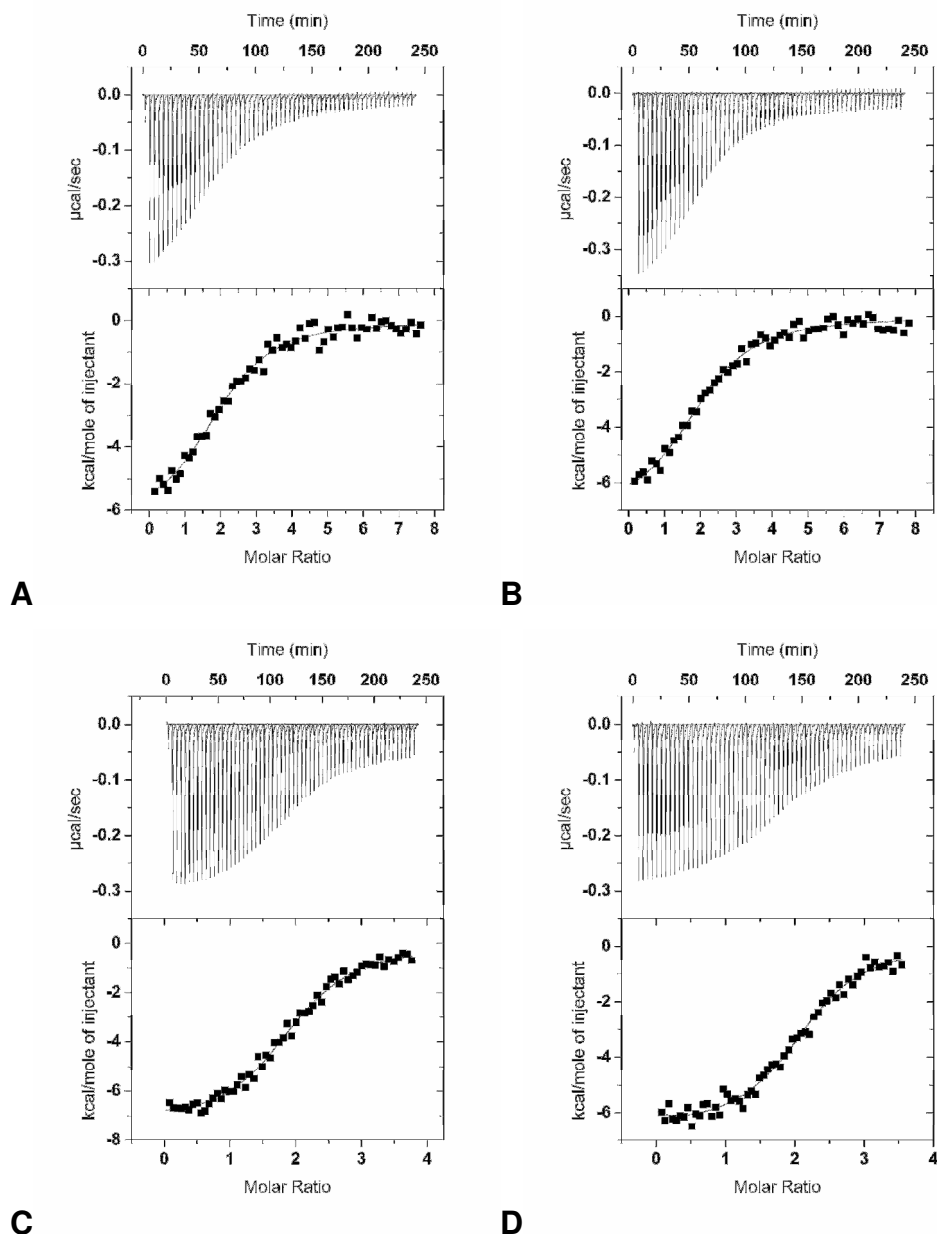 Time (min)
0 50 100 150 200 250
0.0
-0.1
-0.2
-0.3
µcal/sec
0
-2
-4
-6
kcal/mole of injectant
0 1 2 3 4 5 6 7 8
Molar Ratio
A
Time (min)
0 50 100 150 200 250
0.0
-0.1
-0.2
-0.3
µcal/sec
0
-2
-4
-6
kcal/mole of injectant
0 1 2 3 4 5 6 7 8
Molar Ratio
B
Time (min)
0 50 100 150 200 250
0.0
-0.1
-0.2
-0.3
µcal/sec
0
-2
-4
-6
-8
kcal/mole of injectant
0 1 2 3 4
Molar Ratio
C
Time (min)
0 50 100 150 200 250
0.0
-0.1
-0.2
-0.3
µcal/sec
0
-2
-4
-6
kcal/mole of injectant
0 1 2 3 4
Molar Ratio
D